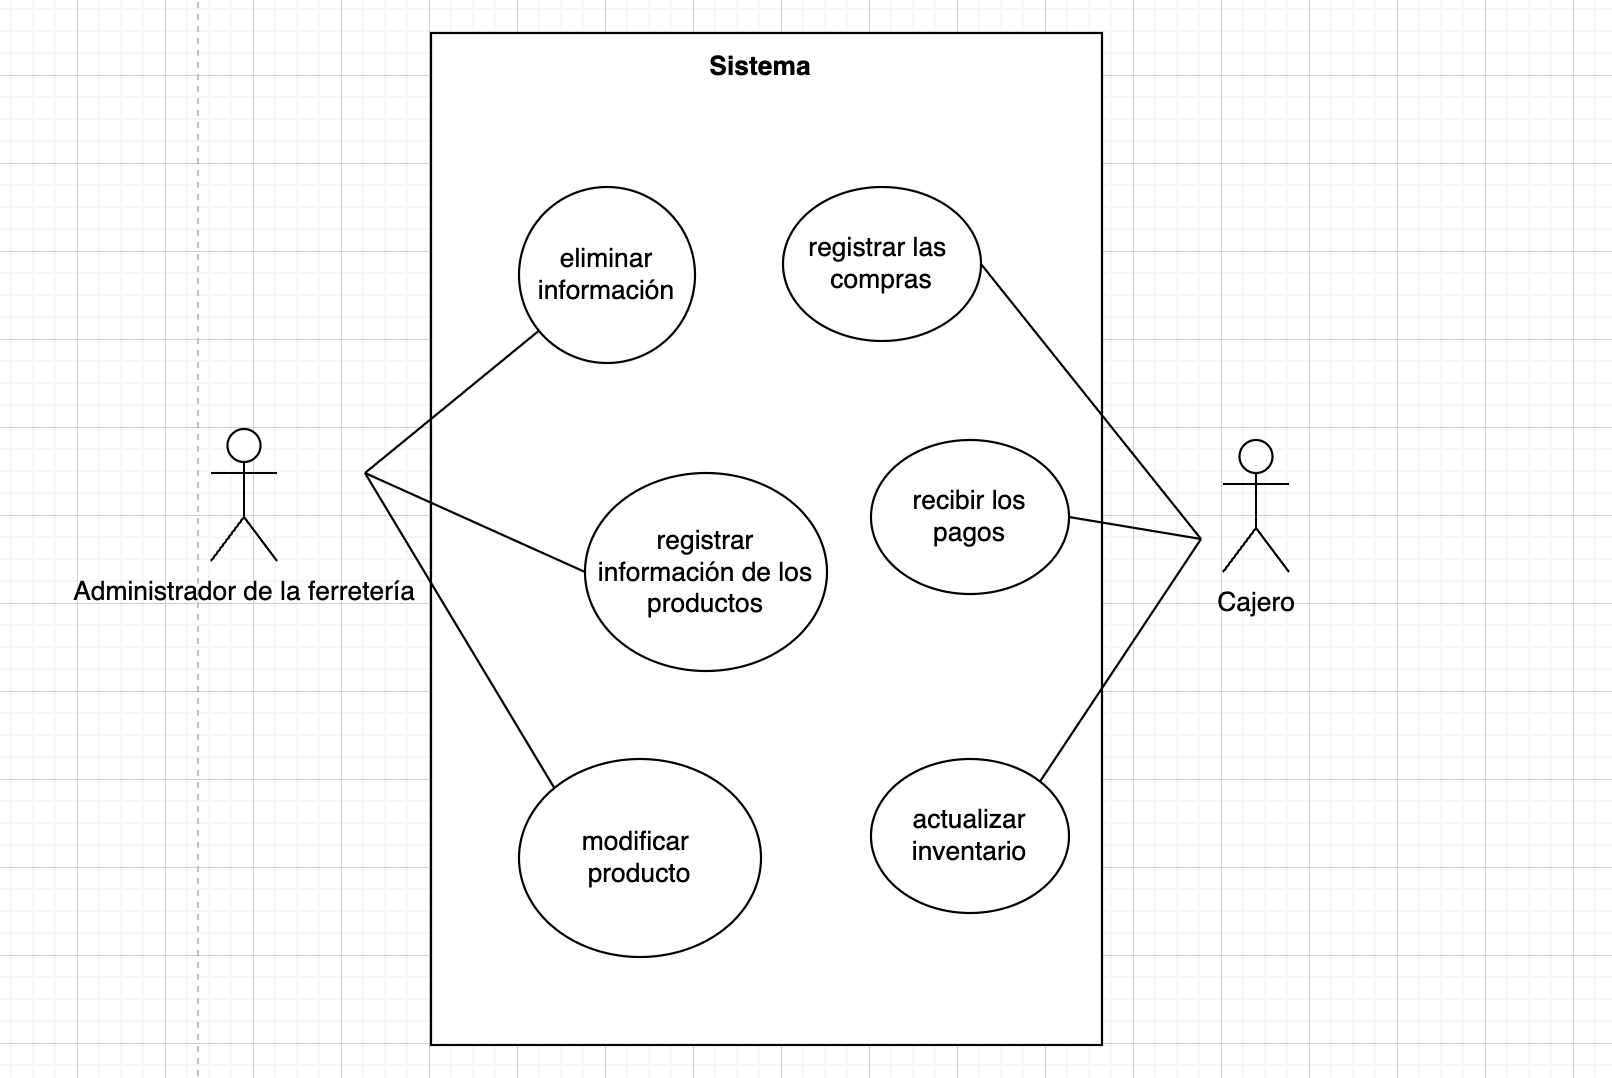 Sistema
eliminar
información
registrar las
compras
Administrador de la ferretería
registrar
información de los
productos
recibir los
pagos
Cajero
modificar
producto
actualizar
inventario